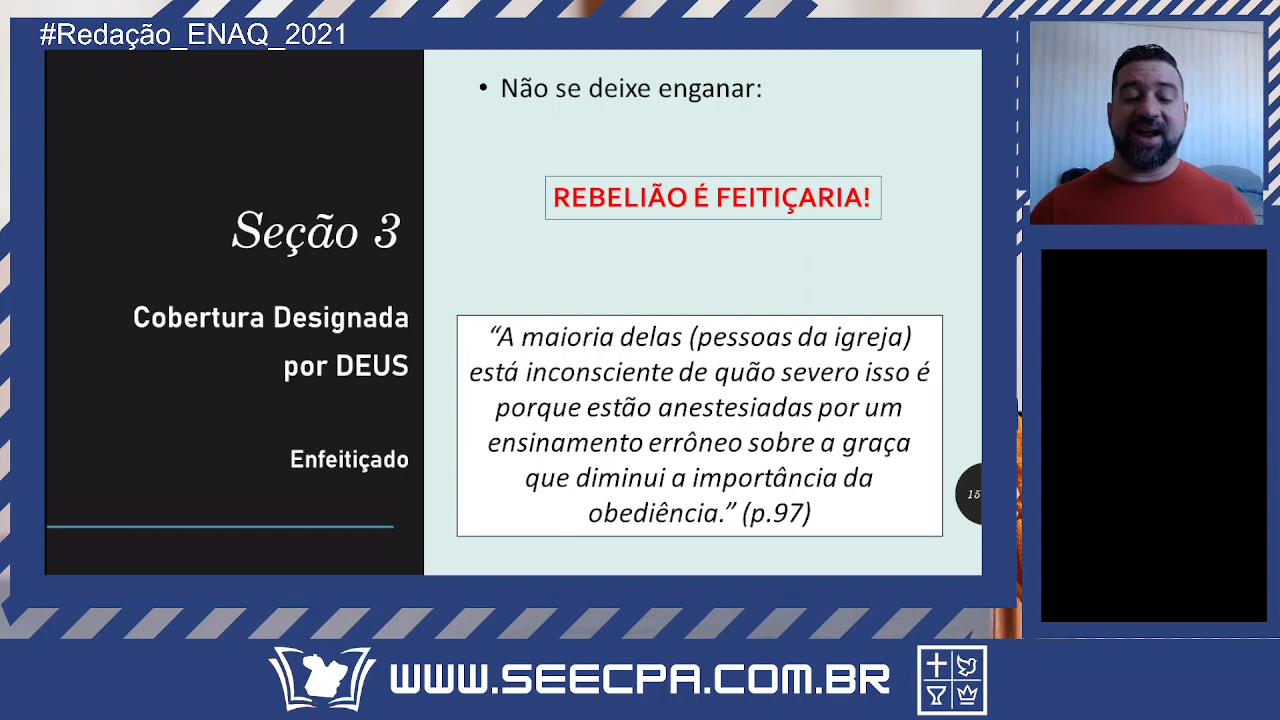 #Redação_ENAQ_2021
Seção 3
Cobertura Designada
por DEUS
Enfeitiçado
• Não se deixe enganar:
REBELIÃO É FEITIÇARIA!
“A maioria delas (pessoas da igreja)
está inconsciente de quão severo isso é
porque estão anestesiadas por um
ensinamento errôneo sobre a graça
que diminui a importância da
obediência.” (p.97)
15
WWW.SEECPA.COM.BR